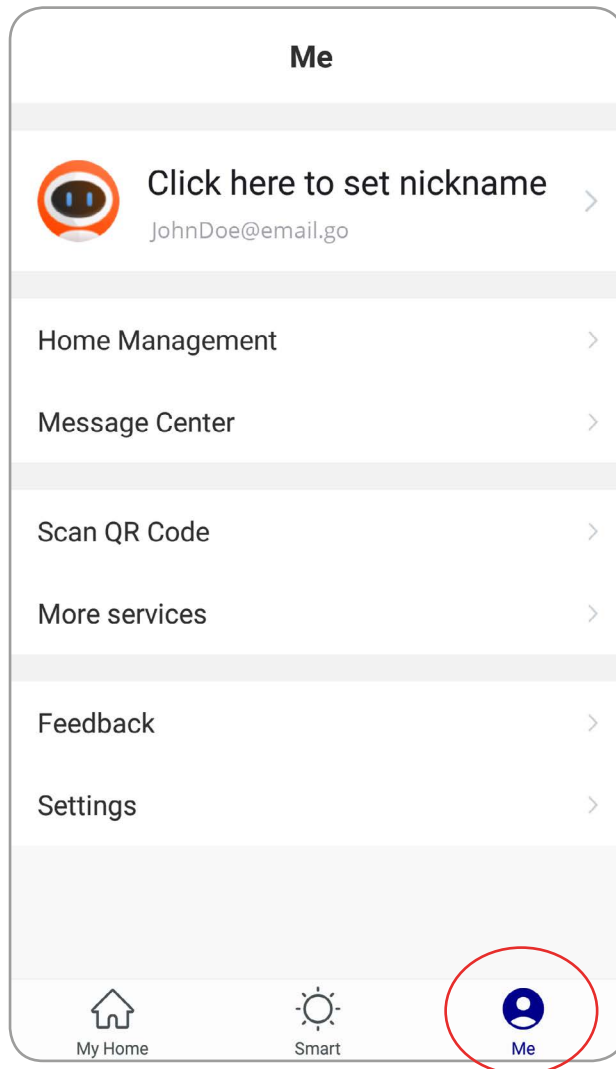 Me
Click here to set nickname
JohnDoe@email.go
Home Management
Message Center
Scan QR Code
More services
Feedback
Settings
My Home
Smart
Me